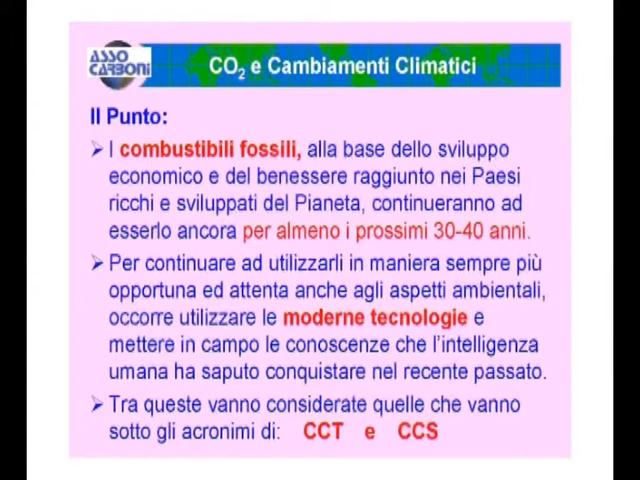 ASSO
CARBONI
CO2 e Cambiamenti Climatici
Il Punto:
I combustibili fossili, alla base dello sviluppo
economico e del benessere raggiunto nei Paesi
ricchi e sviluppati del Pianeta, continueranno ad
esserlo ancora per almeno i prossimi 30-40 anni.
Per continuare ad utilizzarli in maniera sempre più
opportuna ed attenta anche agli aspetti ambientali,
occorre utilizzare le moderne tecnologie e
mettere in campo le conoscenze che l'intelligenza
umana ha saputo conquistare nel recente passato.
Tra queste vanno considerate quelle che vanno
sotto gli acronimi di: CCT e CCS